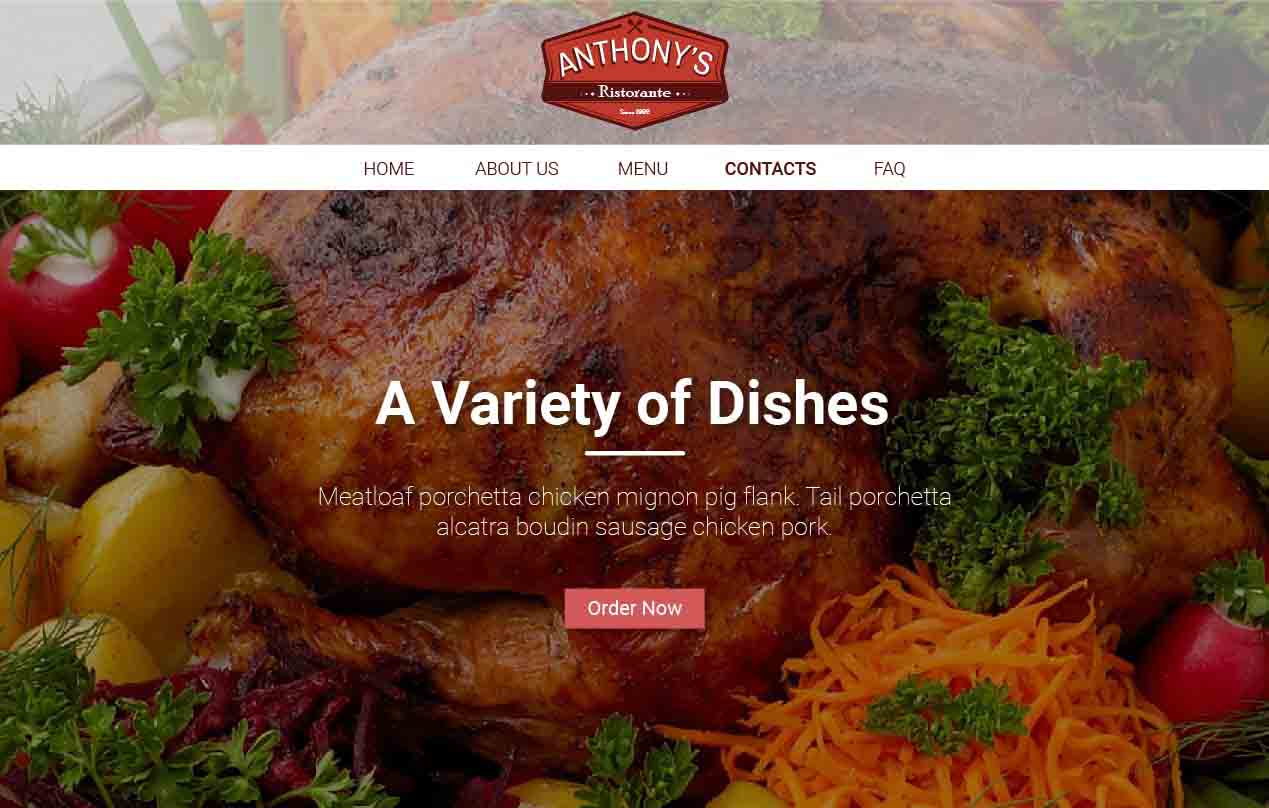 ANTHONY'S
Ristorante
Since 1999
HOME ABOUT US MENU CONTACTS FAQ
A Variety of Dishes
Meatloaf porchetta chicken mignon pig flank. Tail porchetta
alcatra boudin sausage chicken pork.
Order Now